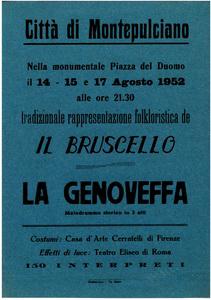 Città di Montepulciano
Nella monumentale Piazza del Duomo
il 14 - 15 e 17 Agosto 1952
alle ore 21.30
tradizionale rappresentazione folkloristica de
IL BRUSCELLO
LA GENOVEFFA
Melodramma storico in 3 atti
Costumi: Casa d'Arte Cerratelli di Firenze
Effetti di luce: Teatro Eliseo di Roma
150 INTERPRETI